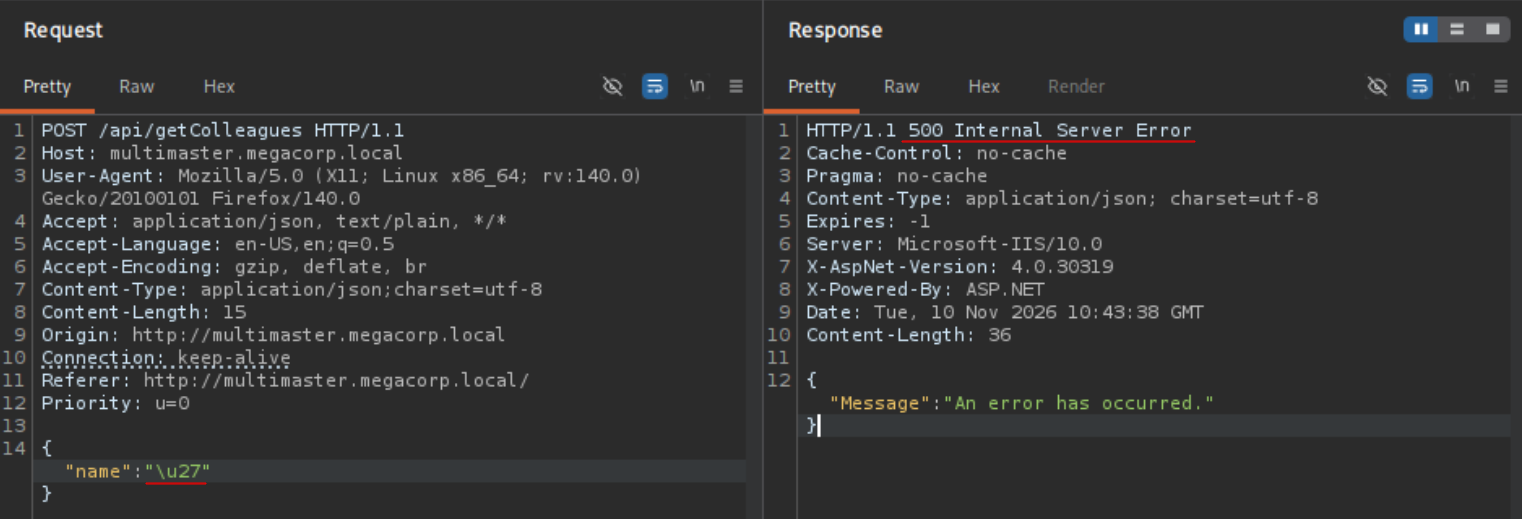 Request
Pretty Raw Hex \n
1 POST /api/getColleagues HTTP/1.1
2 Host: multimaster.megacorp.local
3 User-Agent: Mozilla/5.0 (X11; Linux x86_64; rv:140.0)
Gecko/20100101 Firefox/140.0
4 Accept: application/json, text/plain, */*
5 Accept-Language: en-US,en;q=0.5
6 Accept-Encoding: gzip, deflate, br
7 Content-Type: application/json;charset=utf-8
8 Content-Length: 15
9 Origin: http://multimaster.megacorp.local
10 Connection: keep-alive
11 Referer: http://multimaster.megacorp.local/
12 Priority: u=0
13
14 {
"name":"\u27"
}
Response
Pretty Raw Hex Render \n
1 HTTP/1.1 500 Internal Server Error
2 Cache-Control: no-cache
3 Pragma: no-cache
4 Content-Type: application/json; charset=utf-8
5 Expires: -1
6 Server: Microsoft-IIS/10.0
7 X-AspNet-Version: 4.0.30319
8 X-Powered-By: ASP.NET
9 Date: Tue, 10 Nov 2026 10:43:38 GMT
10 Content-Length: 36
11
12 {
"Message":"An error has occurred."
}